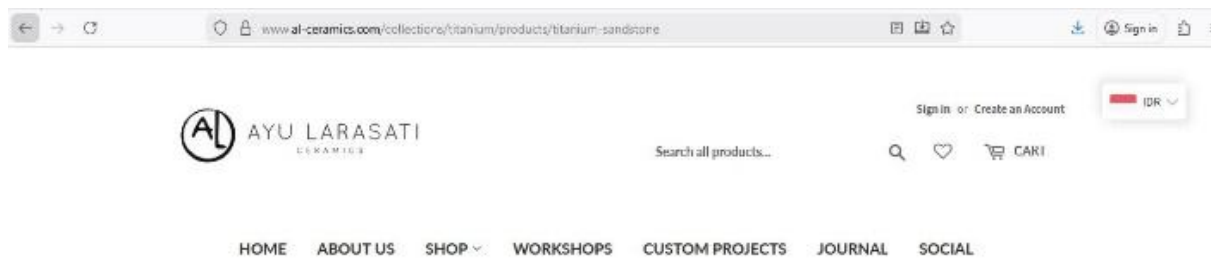 www.al-ceramics.com/collections/titanium/products/titanium-sandstone
Sign in
Sign in or Create an Account
IDR
AL
AYU LARASATI
CERAMICS
Search all products...
CART
HOME ABOUT US SHOP WORKSHOPS CUSTOM PROJECTS JOURNAL SOCIAL